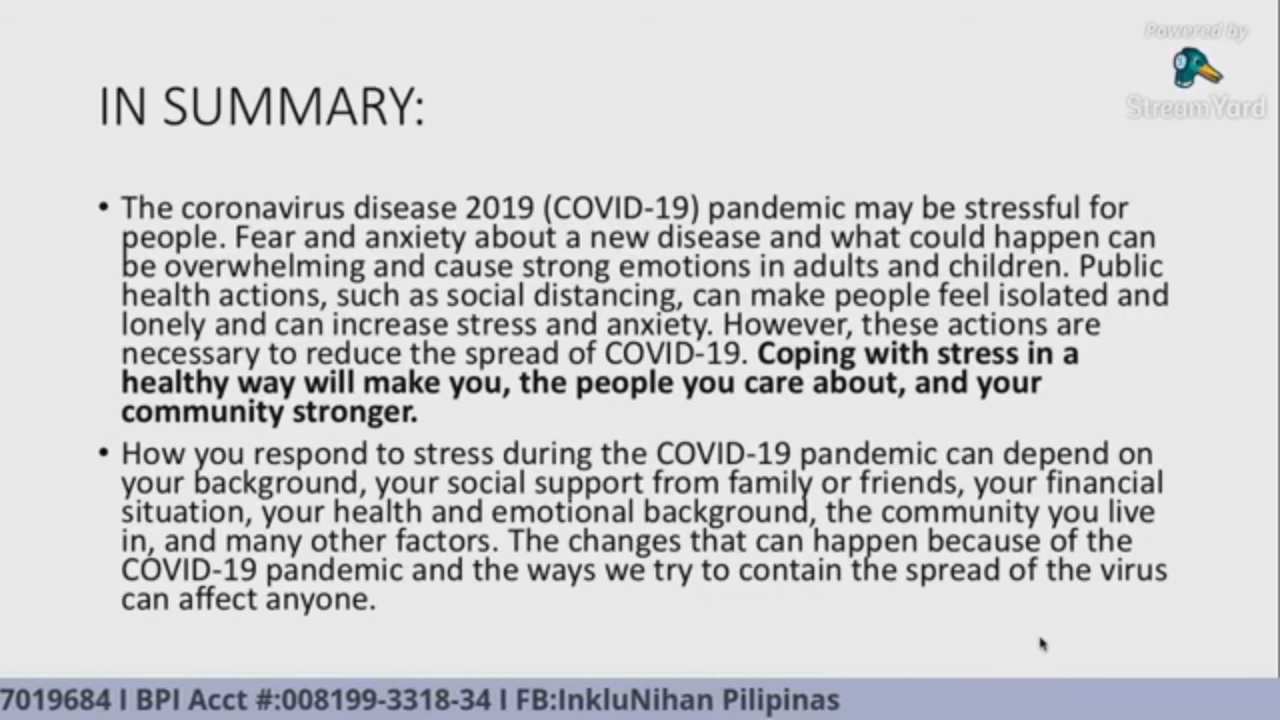 Powered by
StreamYard
IN SUMMARY:
• The coronavirus disease 2019 (COVID-19) pandemic may be stressful for
people. Fear and anxiety about a new disease and what could happen can
be overwhelming and cause strong emotions in adults and children. Public
health actions, such as social distancing, can make people feel isolated and
lonely and can increase stress and anxiety. However, these actions are
necessary to reduce the spread of COVID-19. Coping with stress in a
healthy way will make you, the people you care about, and your
community stronger.
• How you respond to stress during the COVID-19 pandemic can depend on
your background, your social support from family or friends, your financial
situation, your health and emotional background, the community you live
in, and many other factors. The changes that can happen because of the
COVID-19 pandemic and the ways we try to contain the spread of the virus
can affect anyone.
7019684 I BPI Acct #:008199-3318-34 I FB:InkluNihan Pilipinas